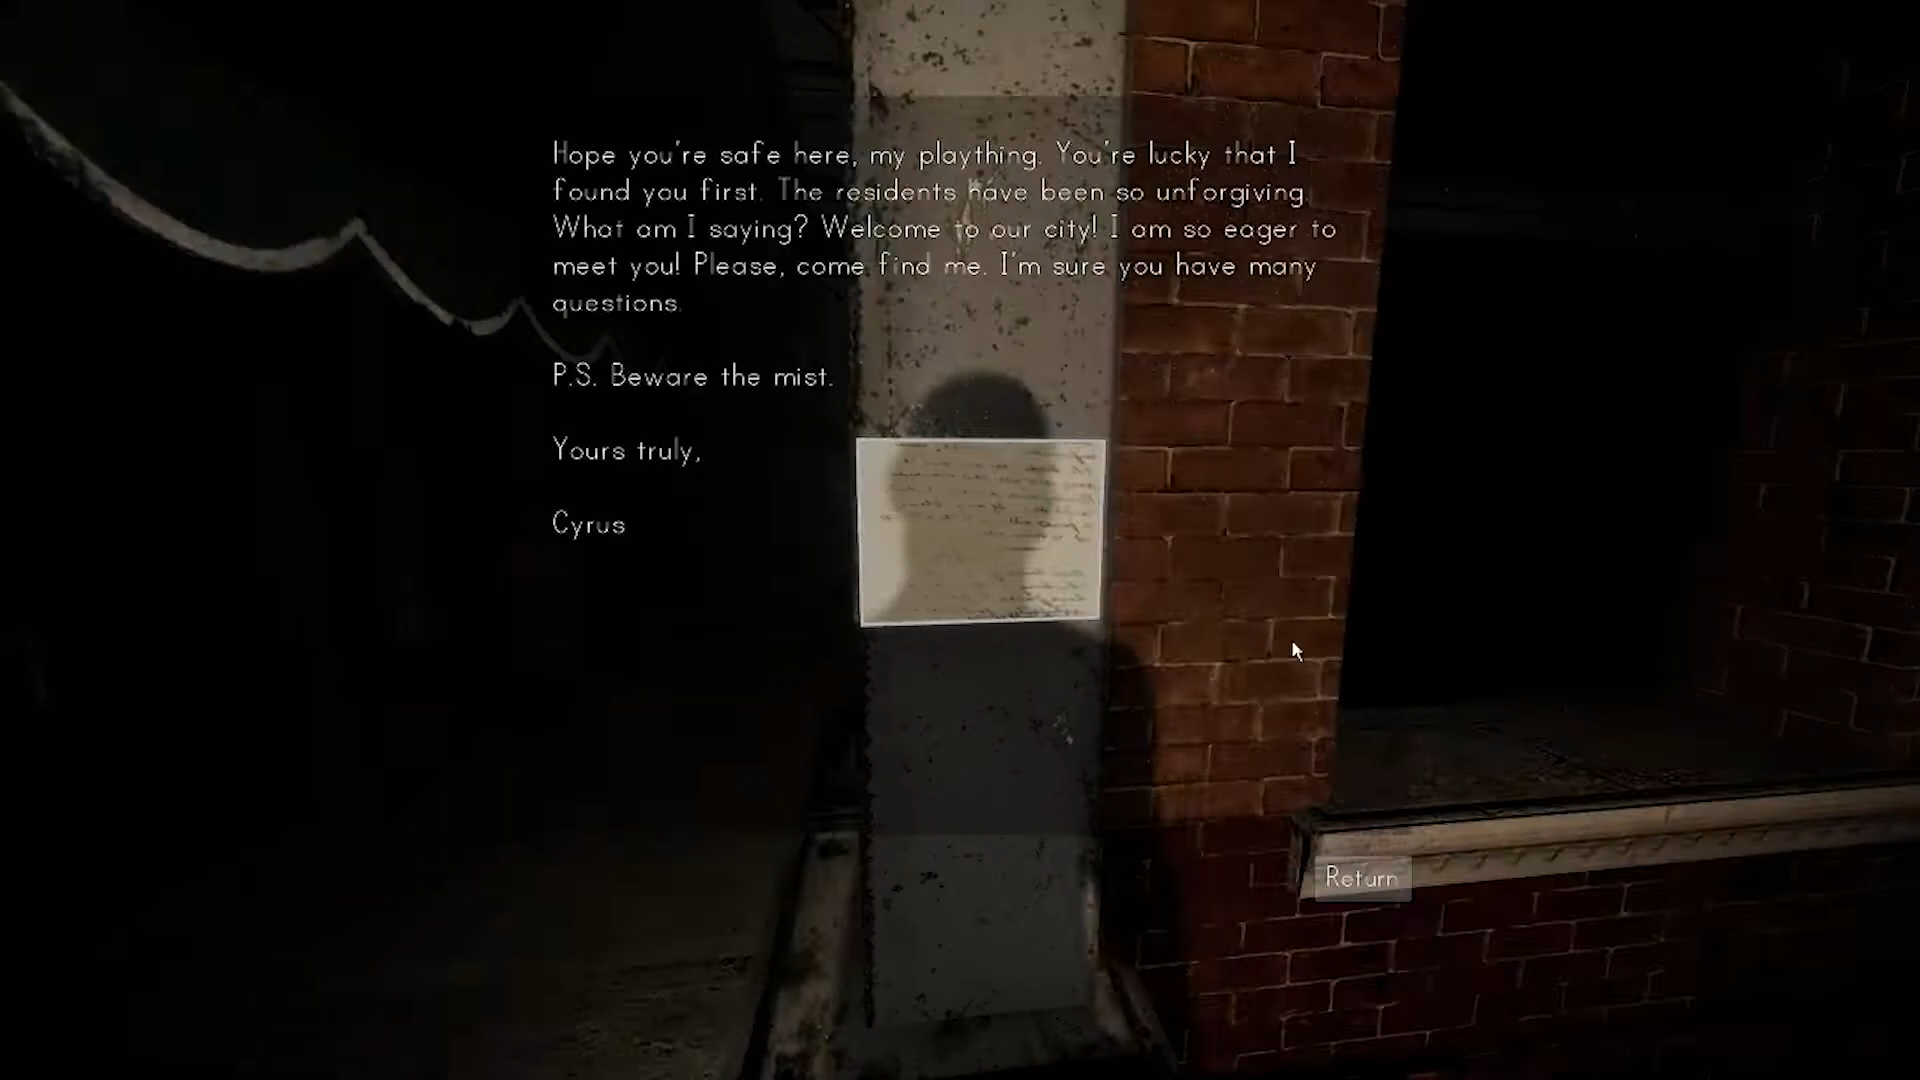 Hope you're safe here, my plaything. You're lucky that I
found you first. The residents have been so unforgiving.
What am I saying? Welcome to our city! I am so eager to
meet you! Please, come find me. I'm sure you have many
questions.
P.S. Beware the mist.
Yours truly,
Cyrus
Return